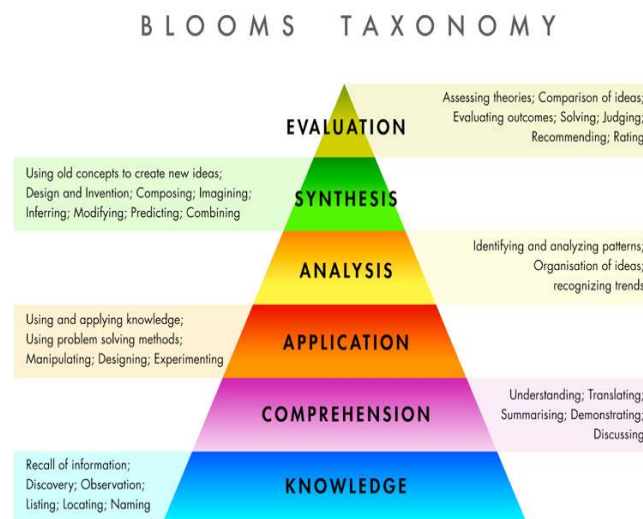 BLOOMS TAXONOMY
Assessing theories; Comparison of ideas;
Evaluating outcomes; Solving; Judging;
Recommending; Rating
EVALUATION
Using old concepts to create new ideas;
Design and Invention; Composing; Imagining;
Inferring; Modifying; Predicting; Combining
SYNTHESIS
Identifying and analyzing patterns;
Organisation of ideas;
recognizing trends
ANALYSIS
Using and applying knowledge;
Using problem solving methods;
Manipulating; Designing; Experimenting
APPLICATION
Understanding; Translating;
Summarising; Demonstrating;
Discussing
COMPREHENSION
Recall of information;
Discovery; Observation;
Listing; Locating; Naming
KNOWLEDGE